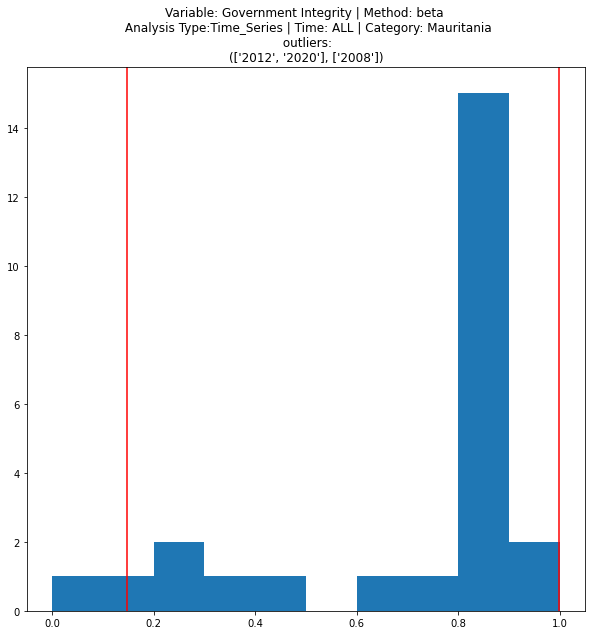 Variable: Government Integrity | Method: beta
Analysis Type:Time_Series | Time: ALL | Category: Mauritania
outliers:
(['2012', '2020'], ['2008'])
14
12
10
8
6
4
2
0
0.0 0.2 0.4 0.6 0.8 1.0